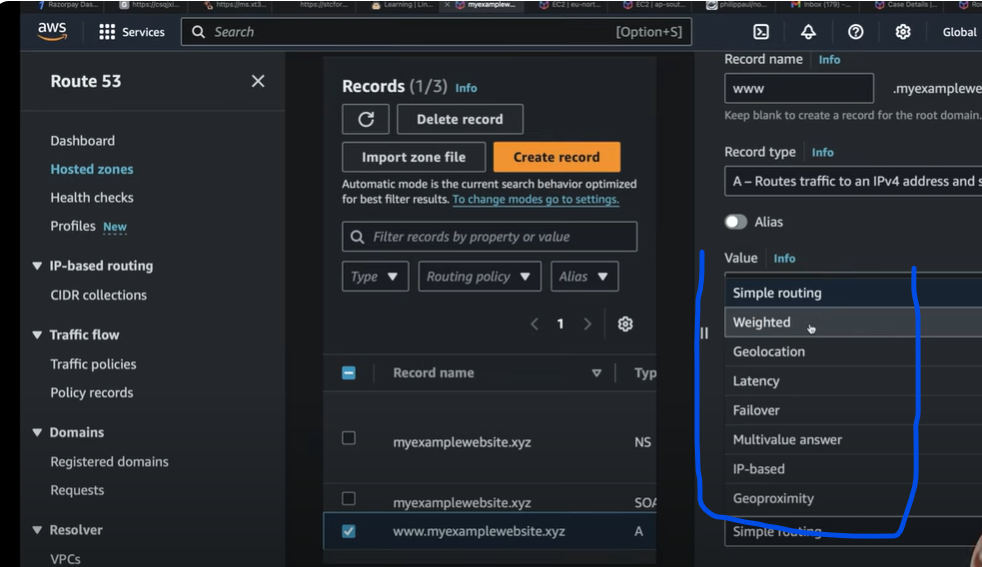 Razorpay Das...
https://csqjxi...
https://ms.xt3...
https://stcfor...
Learning | Lin...
myexamplew...
EC2 | eu-nort...
EC2 | ap-sout...
philippaul/no...
Inbox (179) -...
Case Details |...
aws
Services
Search
[Option+S]
Global
Route 53
Dashboard
Hosted zones
Health checks
Profiles New
IP-based routing
CIDR collections
Traffic flow
Traffic policies
Policy records
Domains
Registered domains
Requests
Resolver
VPCs
Records (1/3) Info
Delete record
Import zone file
Create record
Automatic mode is the current search behavior optimized
for best filter results. To change modes go to settings.
Filter records by property or value
Type
Routing policy
Alias
1
Record name
Typ
myexamplewebsite.xyz NS
myexamplewebsite.xyz SOA
www.myexamplewebsite.xyz A
Record name Info
www
.myexamplewe
Keep blank to create a record for the root domain.
Record type Info
A – Routes traffic to an IPv4 address and s
Alias
Value Info
Simple routing
Weighted
Geolocation
Latency
Failover
Multivalue answer
IP-based
Geoproximity
Simple routing